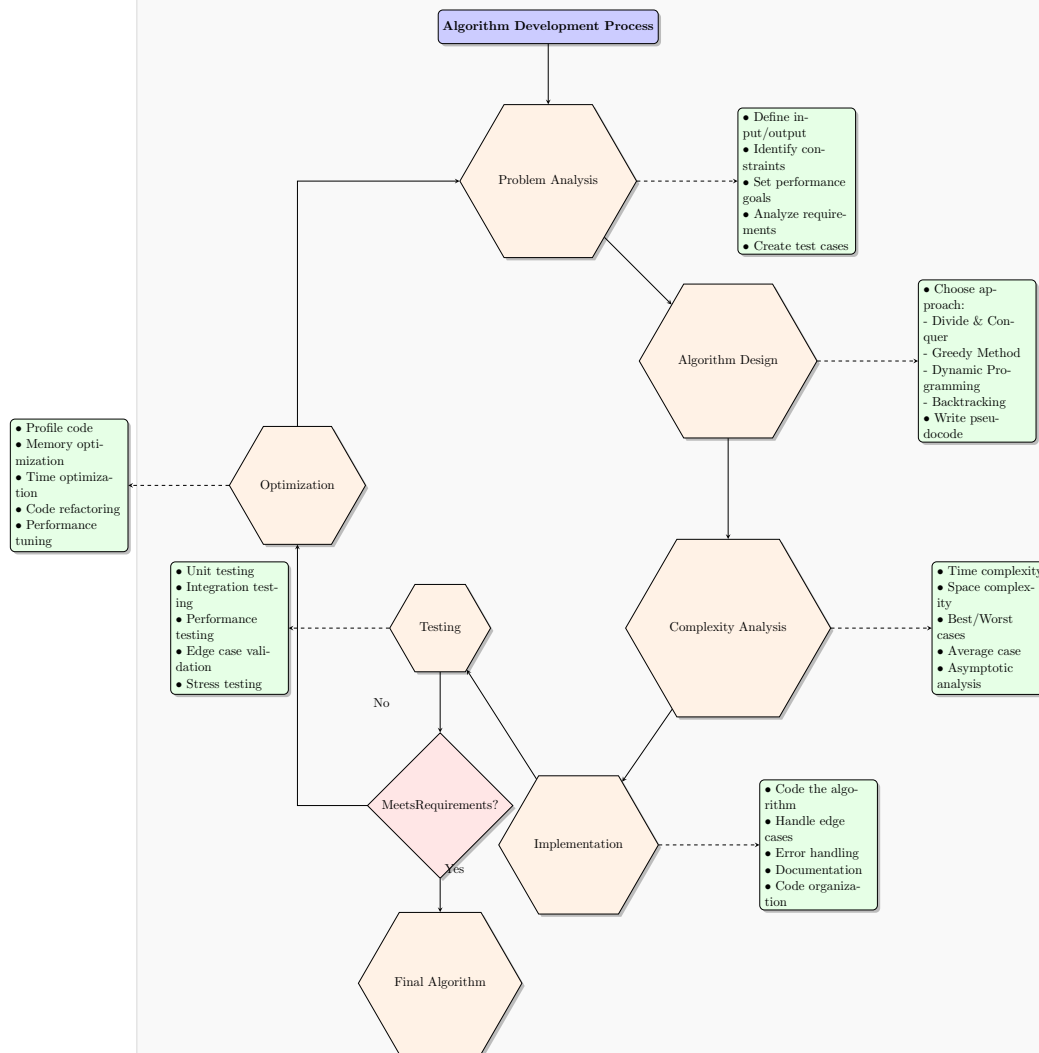 Algorithm Development Process
Problem Analysis
● Define in-
put/output
● Identify con-
straints
● Set performance
goals
● Analyze require-
ments
● Create test cases
Algorithm Design
● Choose ap-
proach:
- Divide & Con-
quer
- Greedy Method
- Dynamic Pro-
gramming
- Backtracking
● Write pseu-
docode
Complexity Analysis
● Time complexity
● Space complex-
ity
● Best/Worst
cases
● Average case
● Asymptotic
analysis
Implementation
● Code the algo-
rithm
● Handle edge
cases
● Error handling
● Documentation
● Code organiza-
tion
Testing
● Unit testing
● Integration test-
ing
● Performance
testing
● Edge case vali-
dation
● Stress testing
MeetsRequirements?
No
Optimization
● Profile code
● Memory opti-
mization
● Time optimiza-
tion
● Code refactoring
● Performance
tuning
Yes
Final Algorithm